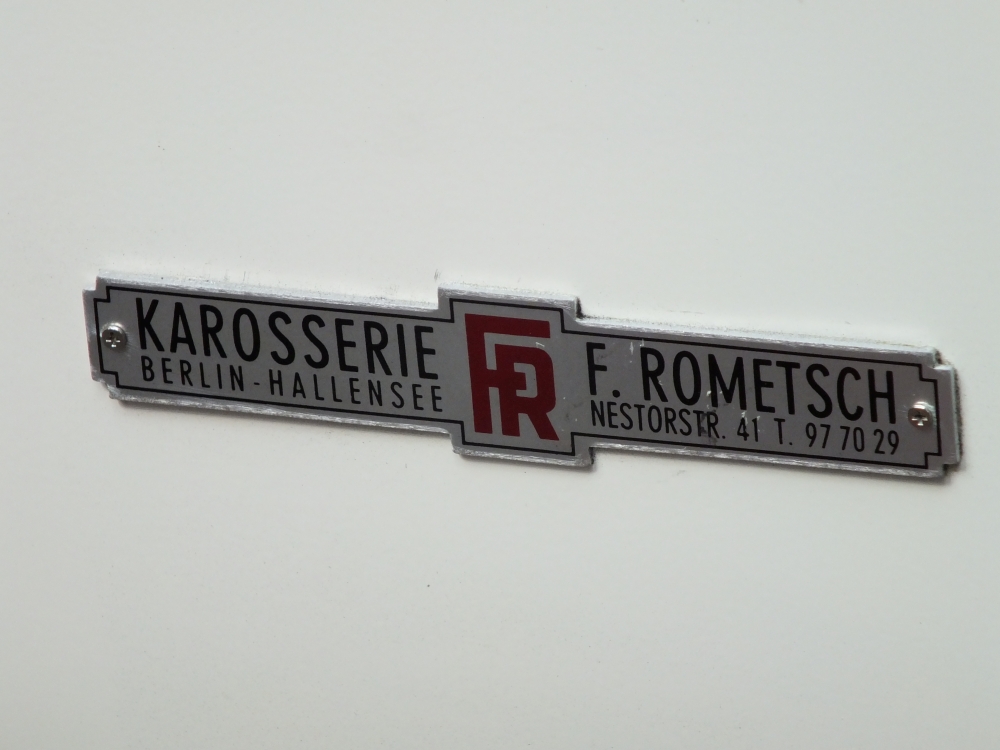 KAROSSERIE
BERLIN-HALLENSEE
FR
F. ROMETSCH
NESTORSTR. 41 T. 97 70 29